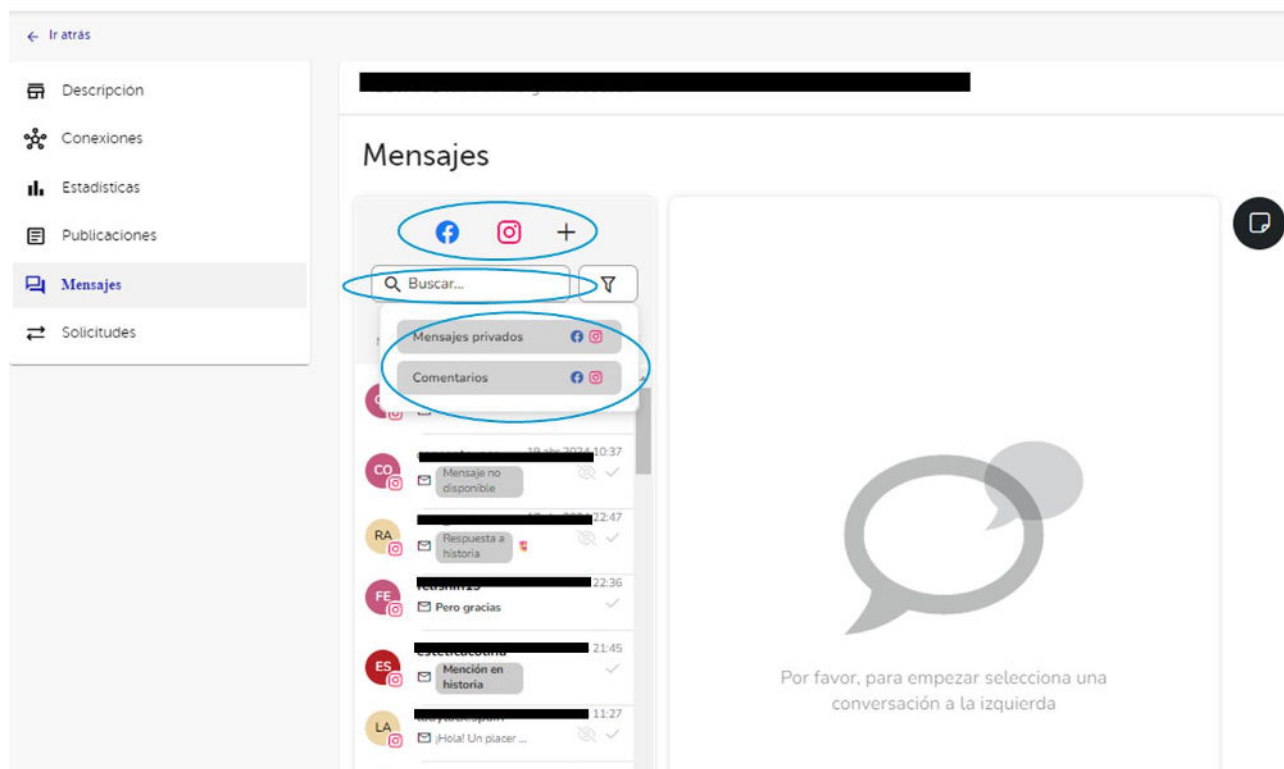 Ir atrás
Descripción
Conexiones
Estadísticas
Publicaciones
Mensajes
Solicitudes
Mensajes
Buscar...
Mensajes privados
Comentarios
10:37
CO
Mensaje no
disponible
22:47
RA
Respuesta a
historia
22:36
FE
Pero gracias
21:45
ES
Mención en
historia
11:27
LA
¡Hola! Un placer ...
Por favor, para empezar selecciona una
conversación a la izquierda